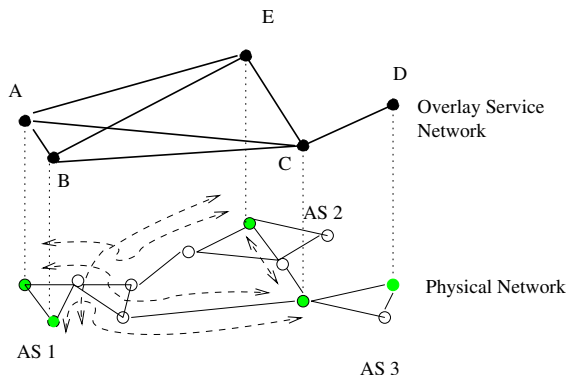 E
D
A
Overlay Service
Network
C
B
AS 2
Physical Network
AS 1
AS 3